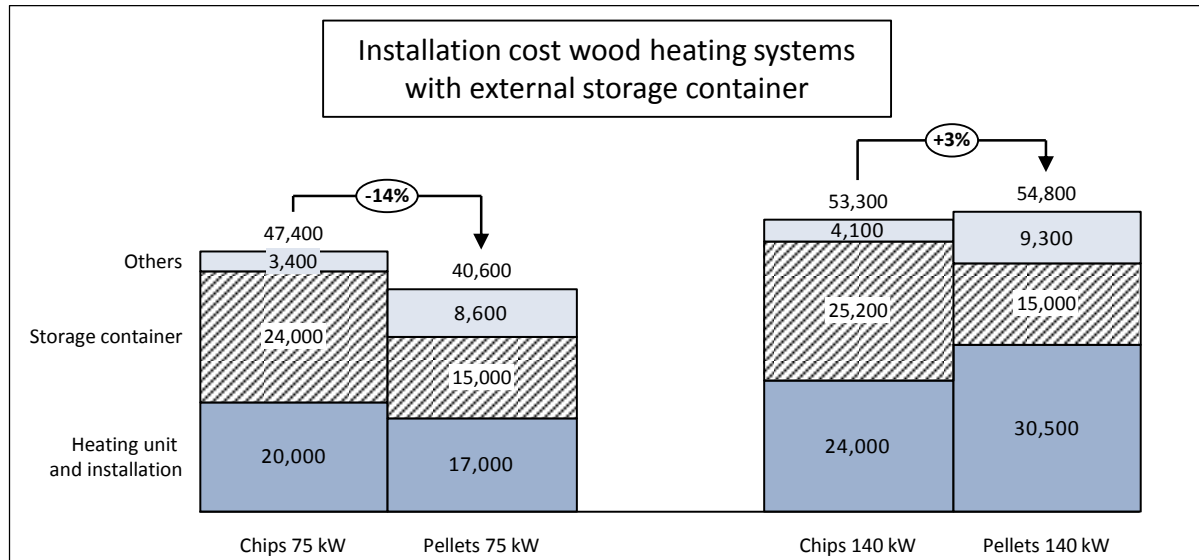 Installation cost wood heating systems
with external storage container
-14%
+3%
47,400
40,600
53,300
54,800
Others
3,400
8,600
4,100
9,300
Storage container
24,000
15,000
25,200
15,000
Heating unit
and installation
20,000
17,000
24,000
30,500
Chips 75 kW
Pellets 75 kW
Chips 140 kW
Pellets 140 kW